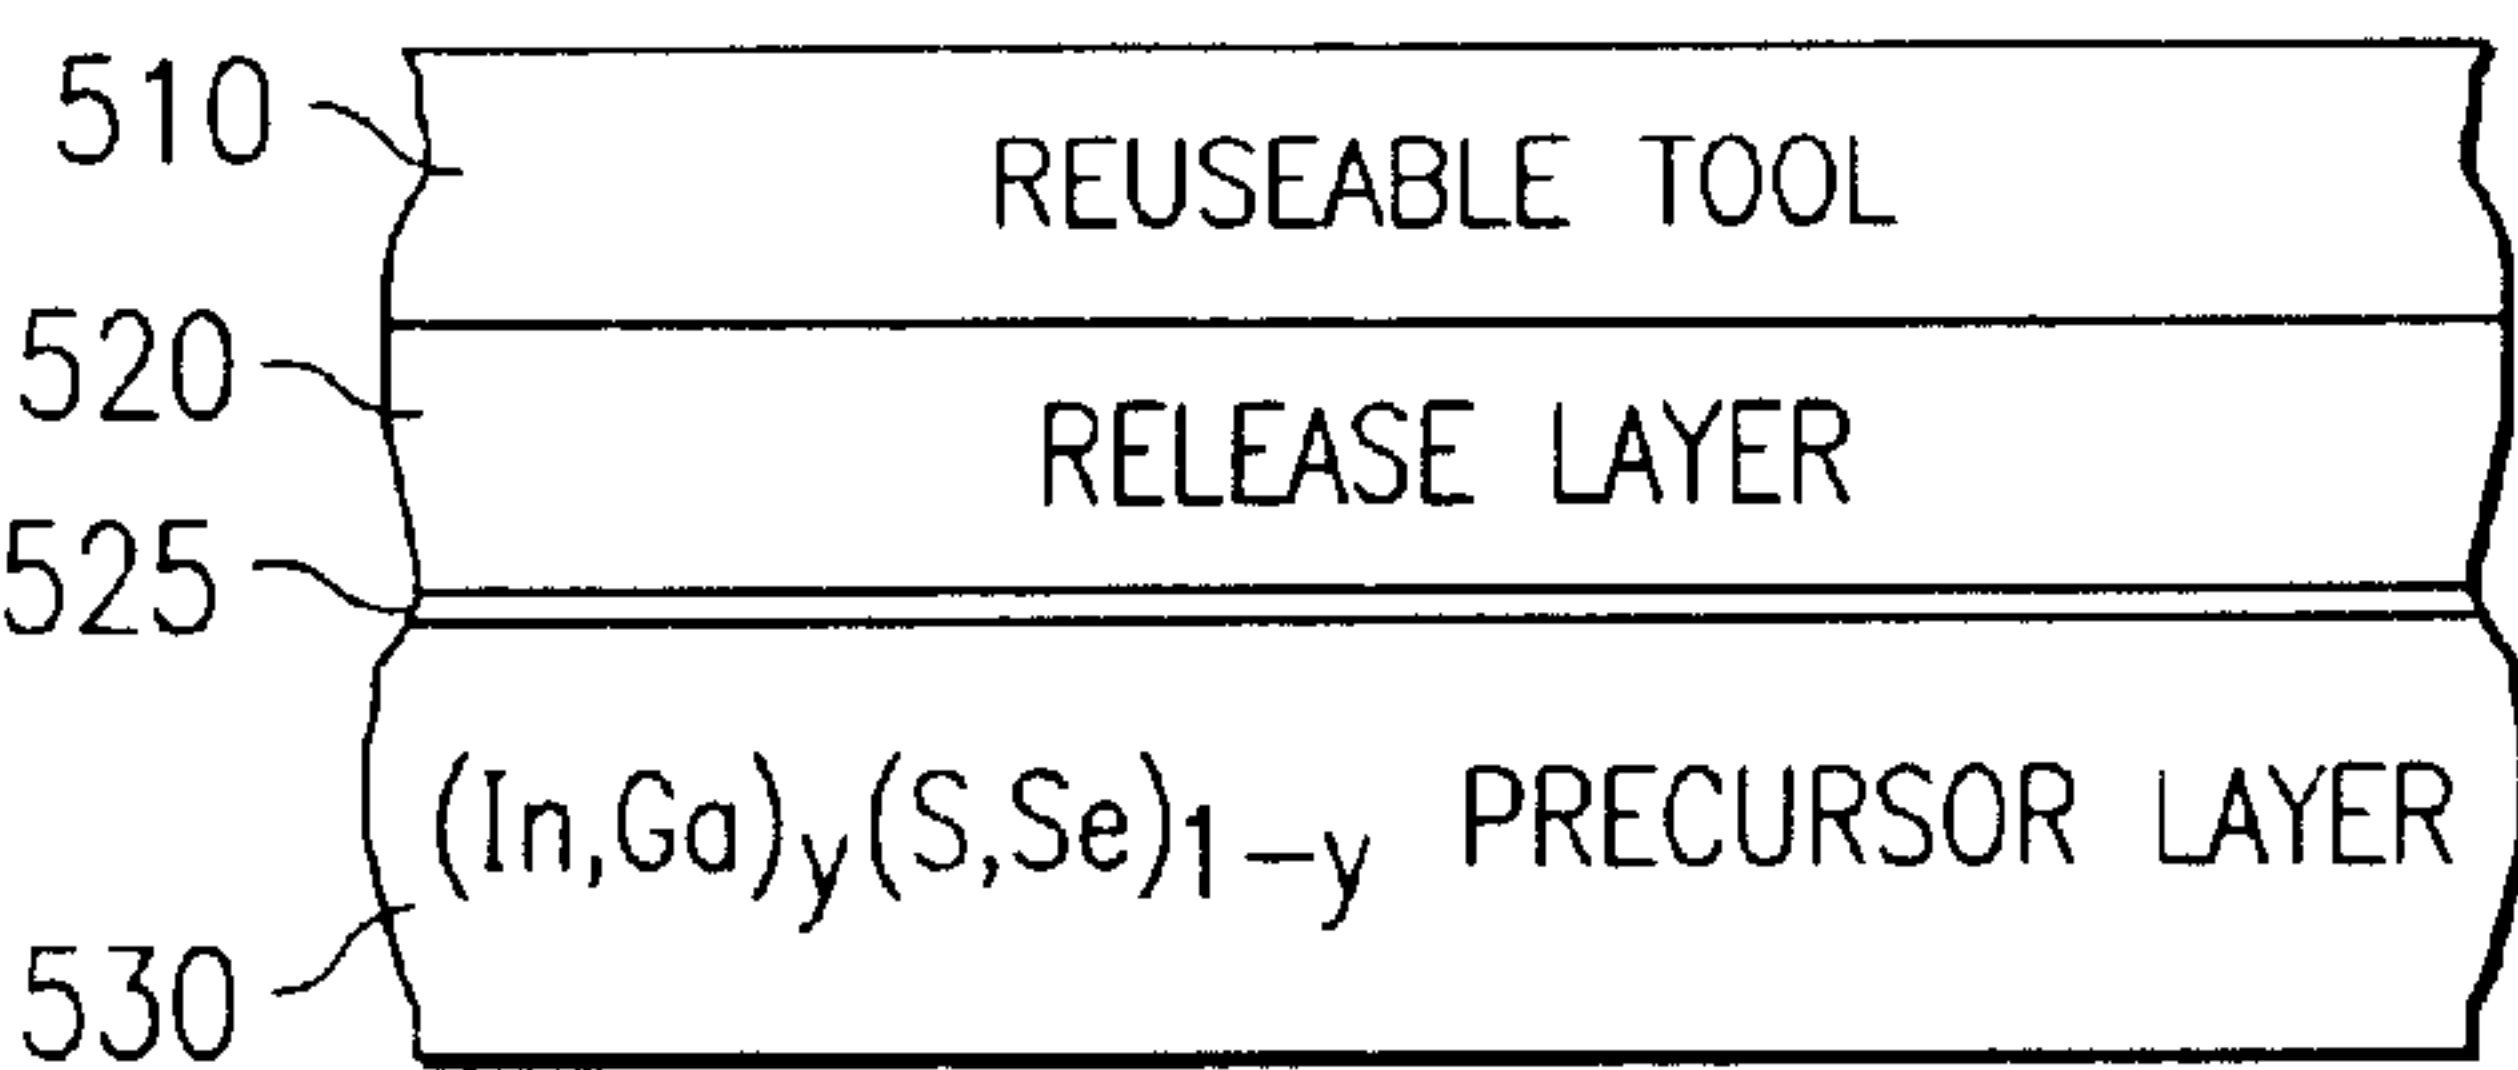 510 REUSEABLE TOOL
520 RELEASE LAYER
525
(In,Ga)y(S,Se)1-y PRECURSOR LAYER
530